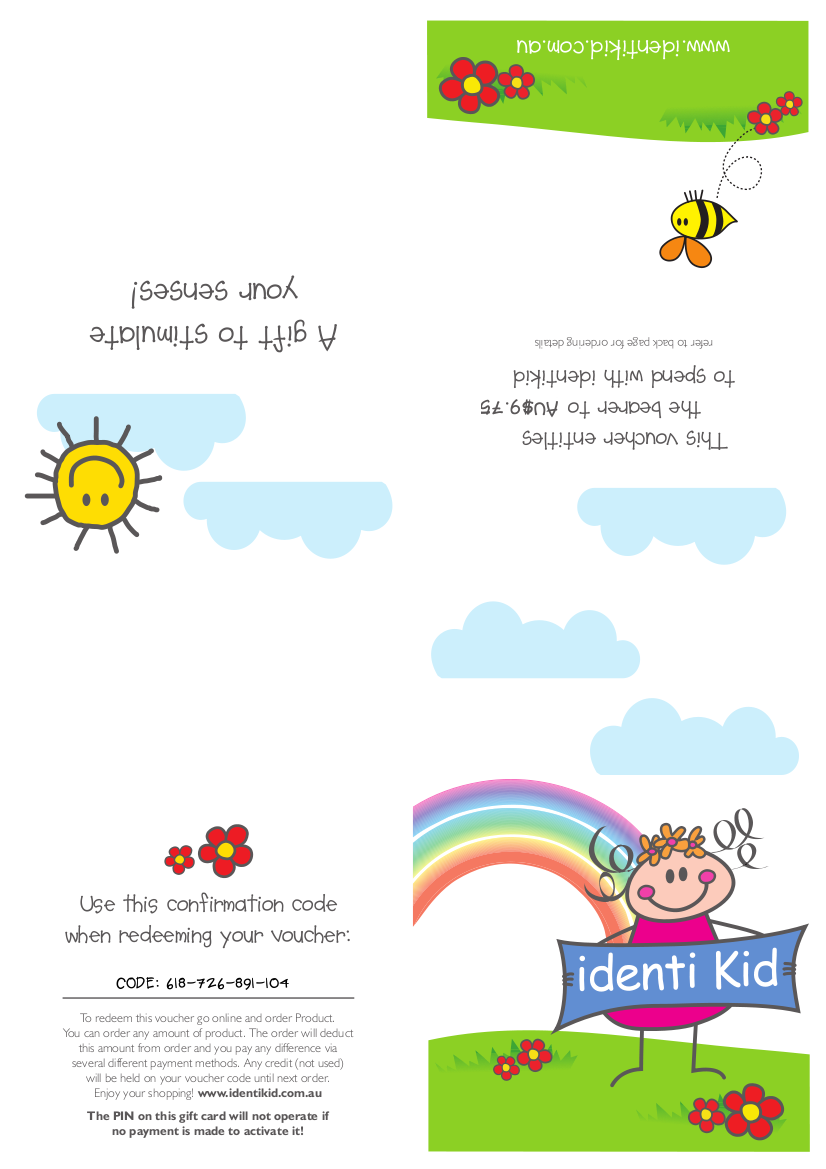 www.identikid.com.au
A gift to stimulate
your senses!
This voucher entitles
the bearer to AU$9.75
to spend with identikid
refer to back page for ordering details
Use this confirmation code
when redeeming your voucher:
CODE: 618-726-891-104
To redeem this voucher go online and order Product.
You can order any amount of product. The order will deduct
this amount from order and you pay any difference via
several different payment methods. Any credit (not used)
will be held on your voucher code until next order.
Enjoy your shopping! www.identikid.com.au
The PIN on this gift card will not operate if
no payment is made to activate it!
identi Kid